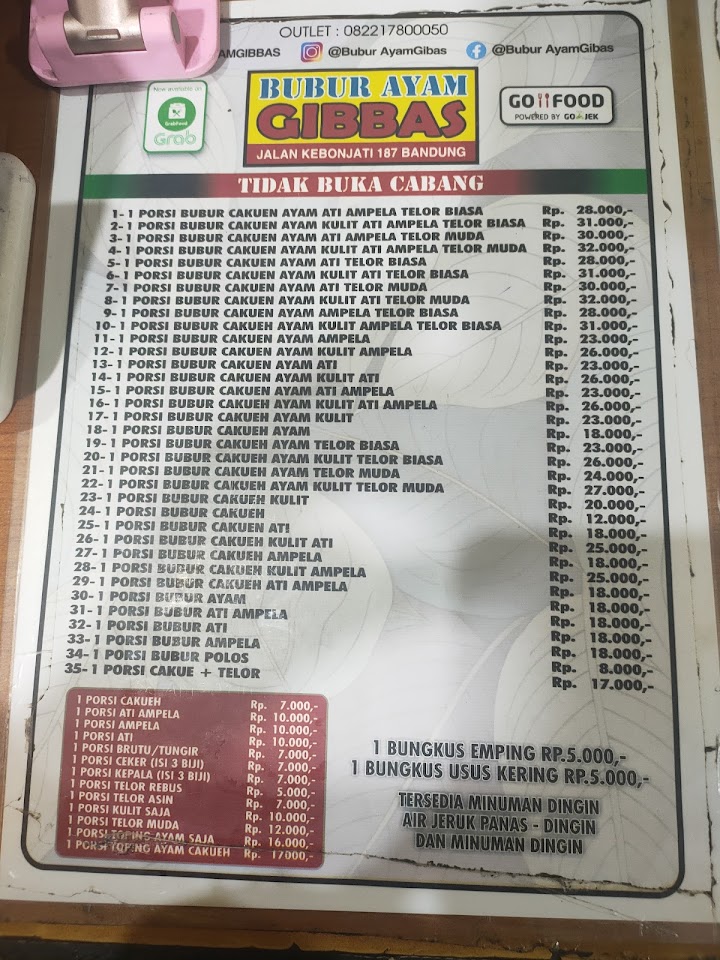 OUTLET : 082217800050
AMGIBBAS @Bubur AyamGibas @Bubur AyamGibas
Now available on
GrabFood
Grab
BUBUR AYAM
GIBBAS
JALAN KEBONJATI 187 BANDUNG
GO FOOD
POWERED BY GO JEK
TIDAK BUKA CABANG
1- 1 PORSI BUBUR CAKUEN AYAM ATI AMPELA TELOR BIASA Rp. 28.000,-
2- 1 PORSI BUBUR CAKUEN AYAM KULIT ATI AMPELA TELOR BIASA Rp. 31.000,-
3- 1 PORSI BUBUR CAKUEN AYAM ATI AMPELA TELOR MUDA Rp. 30.000,-
4- 1 PORSI BUBUR CAKUEN AYAM KULIT ATI AMPELA TELOR MUDA Rp. 32.000,-
5- 1 PORSI BUBUR CAKUEN AYAM ATI TELOR BIASA Rp. 28.000,-
6- 1 PORSI BUBUR CAKUEN AYAM KULIT ATI TELOR BIASA Rp. 31.000,-
7- 1 PORSI BUBUR CAKUEN AYAM ATI TELOR MUDA Rp. 30.000,-
8- 1 PORSI BUBUR CAKUEN AYAM KULIT ATI TELOR MUDA Rp. 32.000,-
9- 1 PORSI BUBUR CAKUEN AYAM AMPELA TELOR BIASA Rp. 28.000,-
10- 1 PORSI BUBUR CAKUEN AYAM KULIT AMPELA TELOR BIASA Rp. 31.000,-
11- 1 PORSI BUBUR CAKUEN AYAM AMPELA Rp. 23.000,-
12- 1 PORSI BUBUR CAKUEN AYAM KULIT AMPELA Rp. 26.000,-
13- 1 PORSI BUBUR CAKUEN AYAM ATI Rp. 23.000,-
14- 1 PORSI BUBUR CAKUEN AYAM KULIT ATI Rp. 26.000,-
15- 1 PORSI BUBUR CAKUEN AYAM ATI AMPELA Rp. 23.000,-
16- 1 PORSI BUBUR CAKUEH AYAM KULIT ATI AMPELA Rp. 26.000,-
17- 1 PORSI BUBUR CAKUEH AYAM KULIT Rp. 23.000,-
18- 1 PORSI BUBUR CAKUEH AYAM Rp. 18.000,-
19- 1 PORSI BUBUR CAKUEH AYAM TELOR BIASA Rp. 23.000,-
20- 1 PORSI BUBUR CAKUEH AYAM KULIT TELOR BIASA Rp. 26.000,-
21- 1 PORSI BUBUR CAKUEH AYAM TELOR MUDA Rp. 24.000,-
22- 1 PORSI BUBUR CAKUEH AYAM KULIT TELOR MUDA Rp. 27.000,-
23- 1 PORSI BUBUR CAKUEH KULIT Rp. 20.000,-
24- 1 PORSI BUBUR CAKUEH Rp. 12.000,-
25- 1 PORSI BUBUR CAKUEN ATI Rp. 18.000,-
26- 1 PORSI BUBUR CAKUEH KULIT ATI Rp. 25.000,-
27- 1 PORSI BUBUR CAKUEH AMPELA Rp. 18.000,-
28- 1 PORSI BUBUR CAKUEH KULIT AMPELA Rp. 25.000,-
29- 1 PORSI BUBUR CAKUEH ATI AMPELA Rp. 18.000,-
30- 1 PORSI BUBUR AYAM Rp. 18.000,-
31- 1 PORSI BUBUR ATI AMPELA Rp. 18.000,-
32- 1 PORSI BUBUR ATI Rp. 18.000,-
33- 1 PORSI BUBUR AMPELA Rp. 18.000,-
34- 1 PORSI BUBUR POLOS Rp. 8.000,-
35- 1 PORSI CAKUE + TELOR Rp. 17.000,-
1 PORSI CAKUEH Rp. 7.000,-
1 PORSI ATI AMPELA Rp. 10.000,-
1 PORSI AMPELA Rp. 10.000,-
1 PORSI ATI Rp. 10.000,-
1 PORSI BRUTU/TUNGIR Rp. 7.000,-
1 PORSI CEKER (ISI 3 BIJI) Rp. 7.000,-
1 PORSI KEPALA (ISI 3 BIJI) Rp. 7.000,-
1 PORSI TELOR REBUS Rp. 5.000,-
1 PORSI TELOR ASIN Rp. 7.000,-
1 PORSI KULIT SAJA Rp. 10.000,-
1 PORSI TELOR MUDA Rp. 12.000,-
1 PORSI TOPING AYAM SAJA Rp. 16.000,-
1 PORSI TOPING AYAM CAKUEH Rp. 17000,-
1 BUNGKUS EMPING RP.5.000,-
1 BUNGKUS USUS KERING RP.5.000,-
TERSEDIA MINUMAN DINGIN
AIR JERUK PANAS - DINGIN
DAN MINUMAN DINGIN